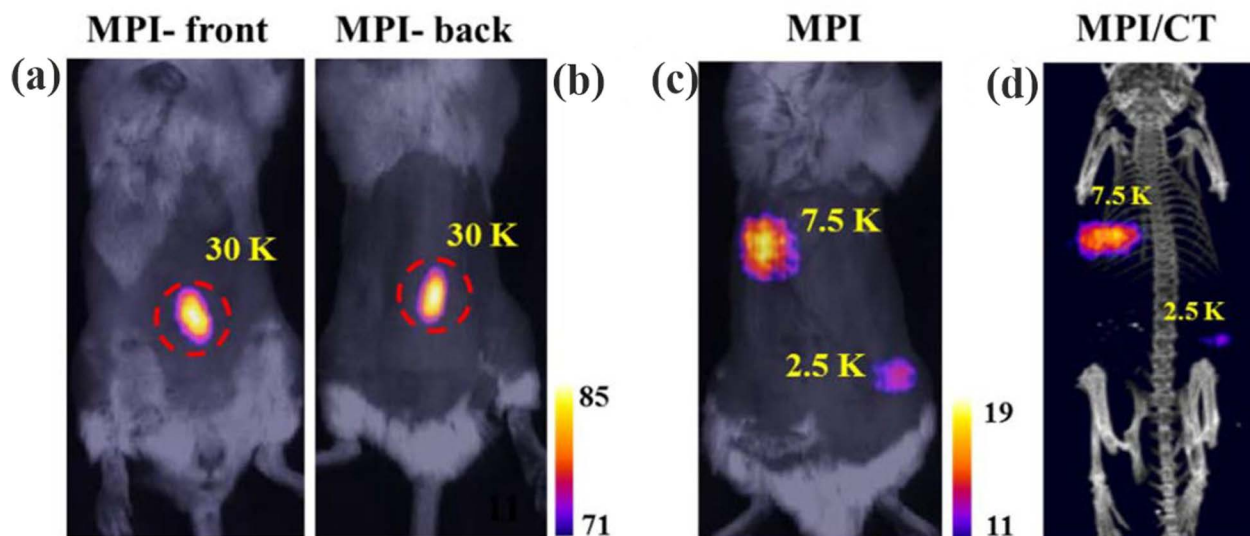 MPI- front
MPI- back
MPI
MPI/CT
(a)
(b)
(c)
(d)
30 K
30 K
7.5 K
2.5 K
7.5 K
2.5 K
85
71
19
11
11